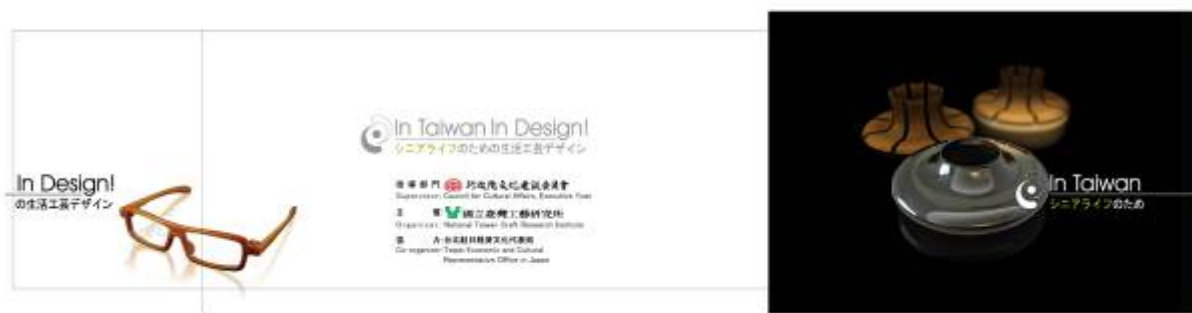 In Design!
の生活工芸デザイン
In Taiwan In Design!
シニアライフのための生活工芸デザイン
指導部門 行政院文化建設委員會
Supervisor: Council for Cultural Affairs, Executive Yuan
主 辦 國立臺灣工藝研究所
Organizer: National Taiwan Craft Research Institute
協 力 台北駐日經濟文化代表處
Co-organizer: Taipei Economic and Cultural
Representative Office in Japan
In Taiwan
シニアライフのため